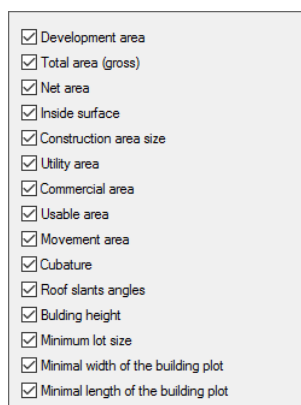 Development area
Total area (gross)
Net area
Inside surface
Construction area size
Utility area
Commercial area
Usable area
Movement area
Cubature
Roof slants angles
Bulding height
Minimum lot size
Minimal width of the building plot
Minimal length of the building plot